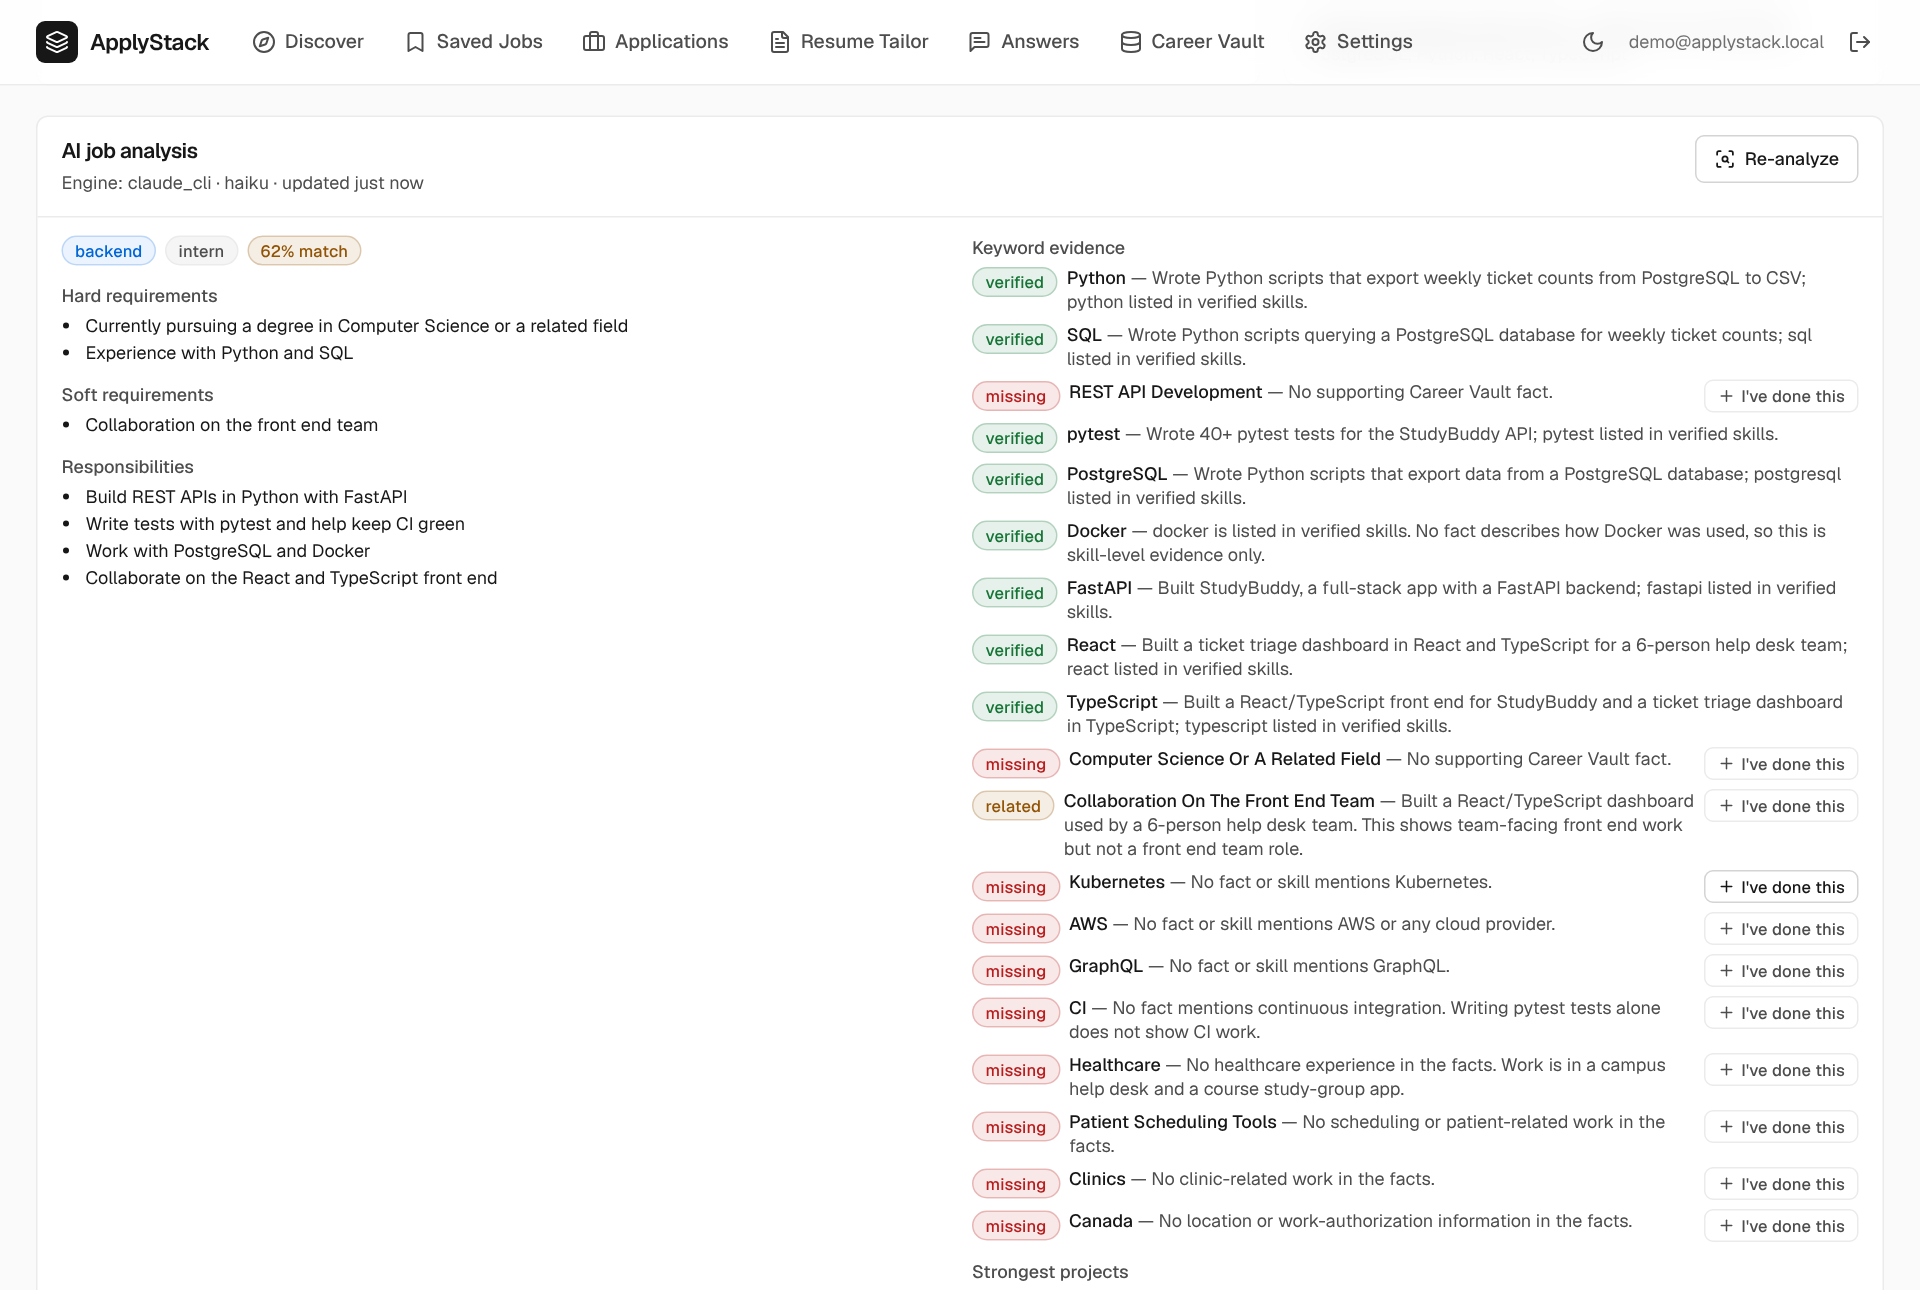 ApplyStack
Discover
Saved Jobs
Applications
Resume Tailor
Answers
Career Vault
Settings
demo@applystack.local
AI job analysis
Engine: claude_cli · haiku · updated just now
Re-analyze
backend
intern
62% match
Hard requirements
• Currently pursuing a degree in Computer Science or a related field
• Experience with Python and SQL
Soft requirements
• Collaboration on the front end team
Responsibilities
• Build REST APIs in Python with FastAPI
• Write tests with pytest and help keep CI green
• Work with PostgreSQL and Docker
• Collaborate on the React and TypeScript front end
Keyword evidence
verified Python — Wrote Python scripts that export weekly ticket counts from PostgreSQL to CSV;
python listed in verified skills.
verified SQL — Wrote Python scripts querying a PostgreSQL database for weekly ticket counts; sql
listed in verified skills.
missing REST API Development — No supporting Career Vault fact. + I've done this
verified pytest — Wrote 40+ pytest tests for the StudyBuddy API; pytest listed in verified skills.
verified PostgreSQL — Wrote Python scripts that export data from a PostgreSQL database; postgresql
listed in verified skills.
verified Docker — docker is listed in verified skills. No fact describes how Docker was used, so this is
skill-level evidence only.
verified FastAPI — Built StudyBuddy, a full-stack app with a FastAPI backend; fastapi listed in verified
skills.
verified React — Built a ticket triage dashboard in React and TypeScript for a 6-person help desk team;
react listed in verified skills.
verified TypeScript — Built a React/TypeScript front end for StudyBuddy and a ticket triage dashboard
in TypeScript; typescript listed in verified skills.
missing Computer Science Or A Related Field — No supporting Career Vault fact. + I've done this
related Collaboration On The Front End Team — Built a React/TypeScript dashboard + I've done this
used by a 6-person help desk team. This shows team-facing front end work
but not a front end team role.
missing Kubernetes — No fact or skill mentions Kubernetes. + I've done this
missing AWS — No fact or skill mentions AWS or any cloud provider. + I've done this
missing GraphQL — No fact or skill mentions GraphQL. + I've done this
missing CI — No fact mentions continuous integration. Writing pytest tests alone + I've done this
does not show CI work.
missing Healthcare — No healthcare experience in the facts. Work is in a campus + I've done this
help desk and a course study-group app.
missing Patient Scheduling Tools — No scheduling or patient-related work in the + I've done this
facts.
missing Clinics — No clinic-related work in the facts. + I've done this
missing Canada — No location or work-authorization information in the facts. + I've done this
Strongest projects